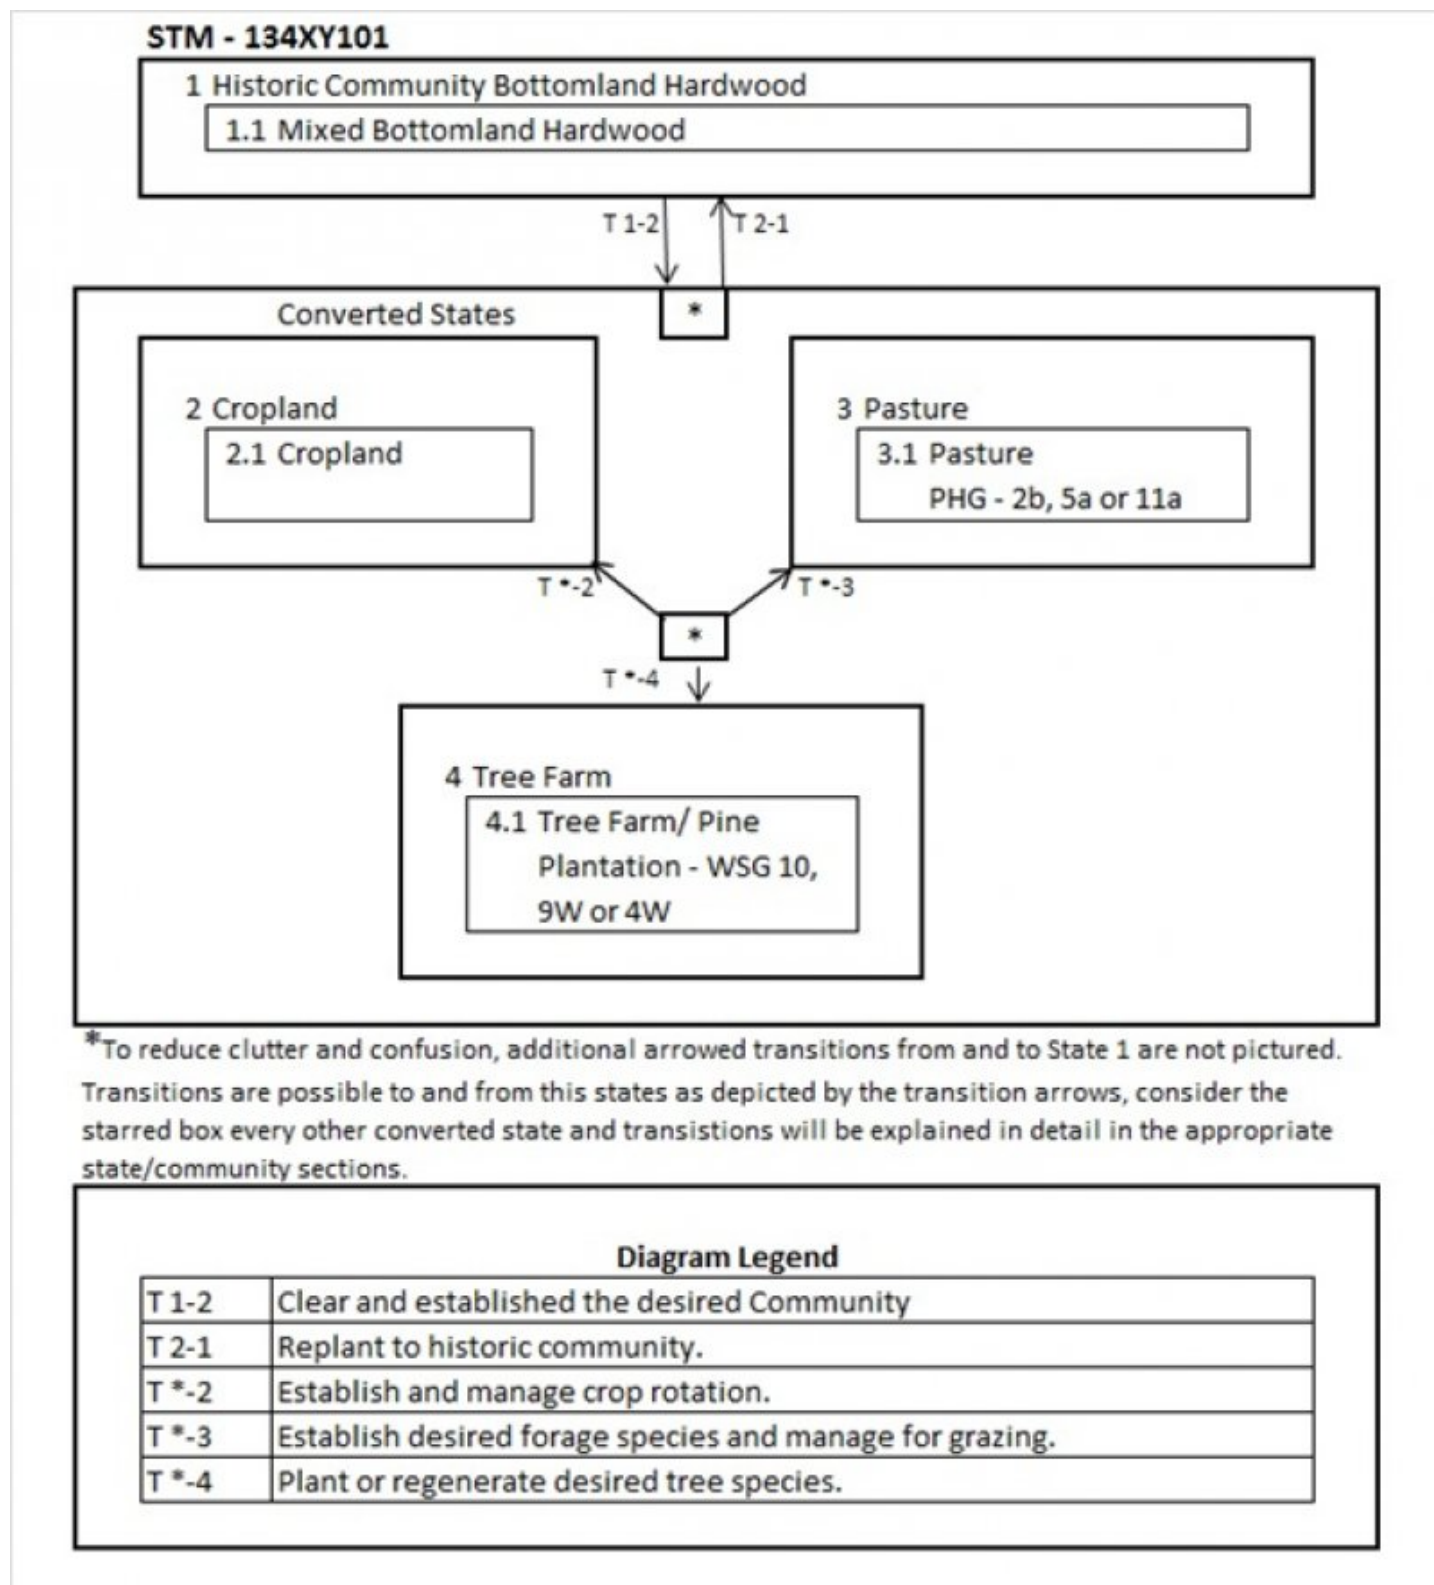 STM - 134XY101
1 Historic Community Bottomland Hardwood
1.1 Mixed Bottomland Hardwood
T 1-2
T 2-1
Converted States
*
2 Cropland
2.1 Cropland
3 Pasture
3.1 Pasture
PHG - 2b, 5a or 11a
T *-2
T *-3
*
T *-4
4 Tree Farm
4.1 Tree Farm/ Pine
Plantation - WSG 10,
9W or 4W
*To reduce clutter and confusion, additional arrowed transitions from and to State 1 are not pictured.
Transitions are possible to and from this states as depicted by the transition arrows, consider the
starred box every other converted state and transistions will be explained in detail in the appropriate
state/community sections.
Diagram Legend
T 1-2 Clear and established the desired Community
T 2-1 Replant to historic community.
T *-2 Establish and manage crop rotation.
T *-3 Establish desired forage species and manage for grazing.
T *-4 Plant or regenerate desired tree species.